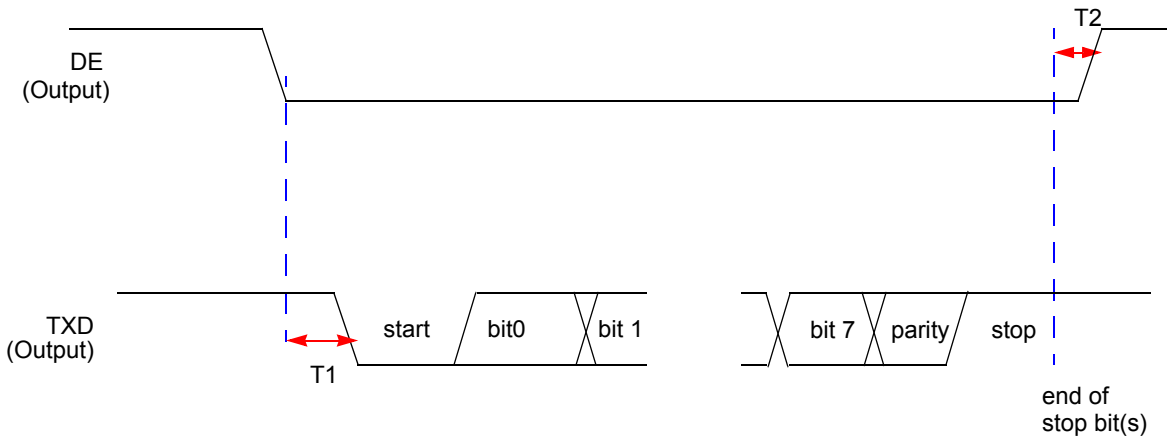 T2
DE
(Output)
TXD
(Output)
start
bit0
bit 1
bit 7
parity
stop
T1
end of
stop bit(s)